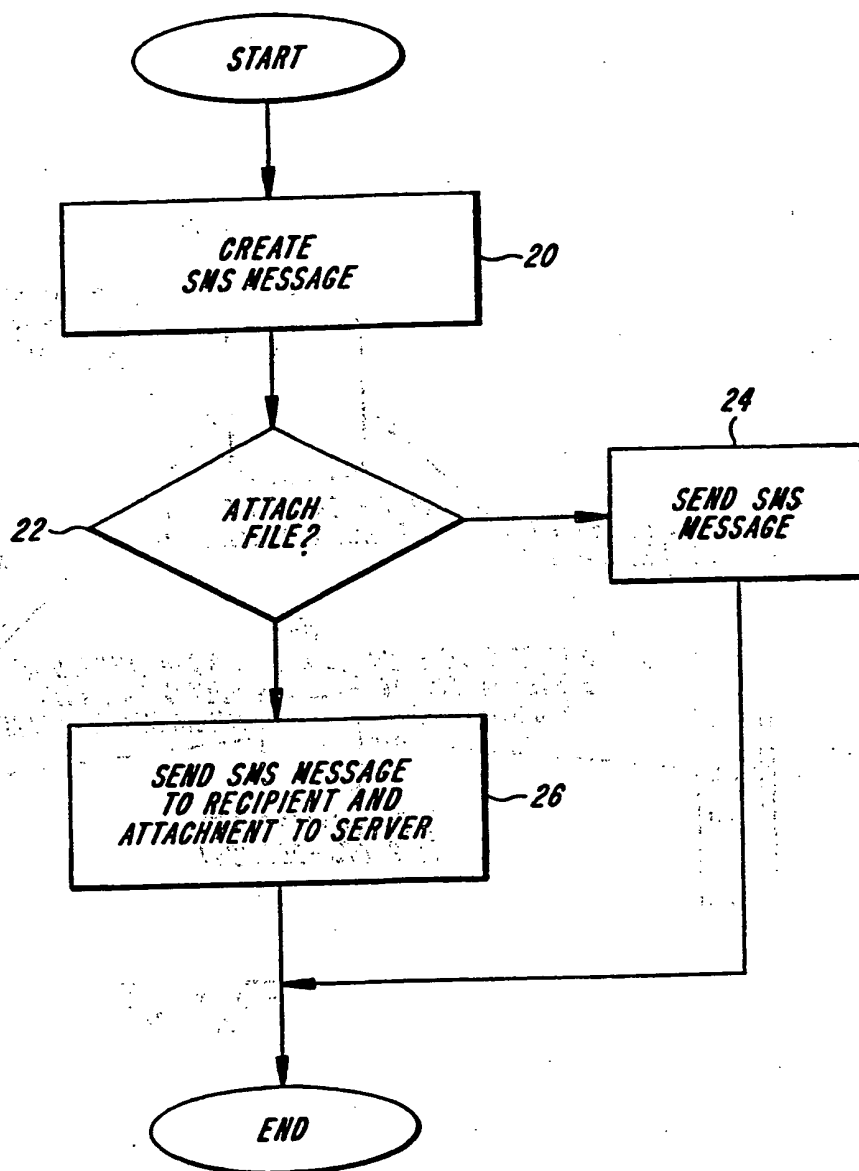 START
CREATE
SMS MESSAGE
20
ATTACH
FILE?
22
24
SEND SMS
MESSAGE
SEND SMS MESSAGE
TO RECIPIENT AND
ATTACHMENT TO SERVER
26
END